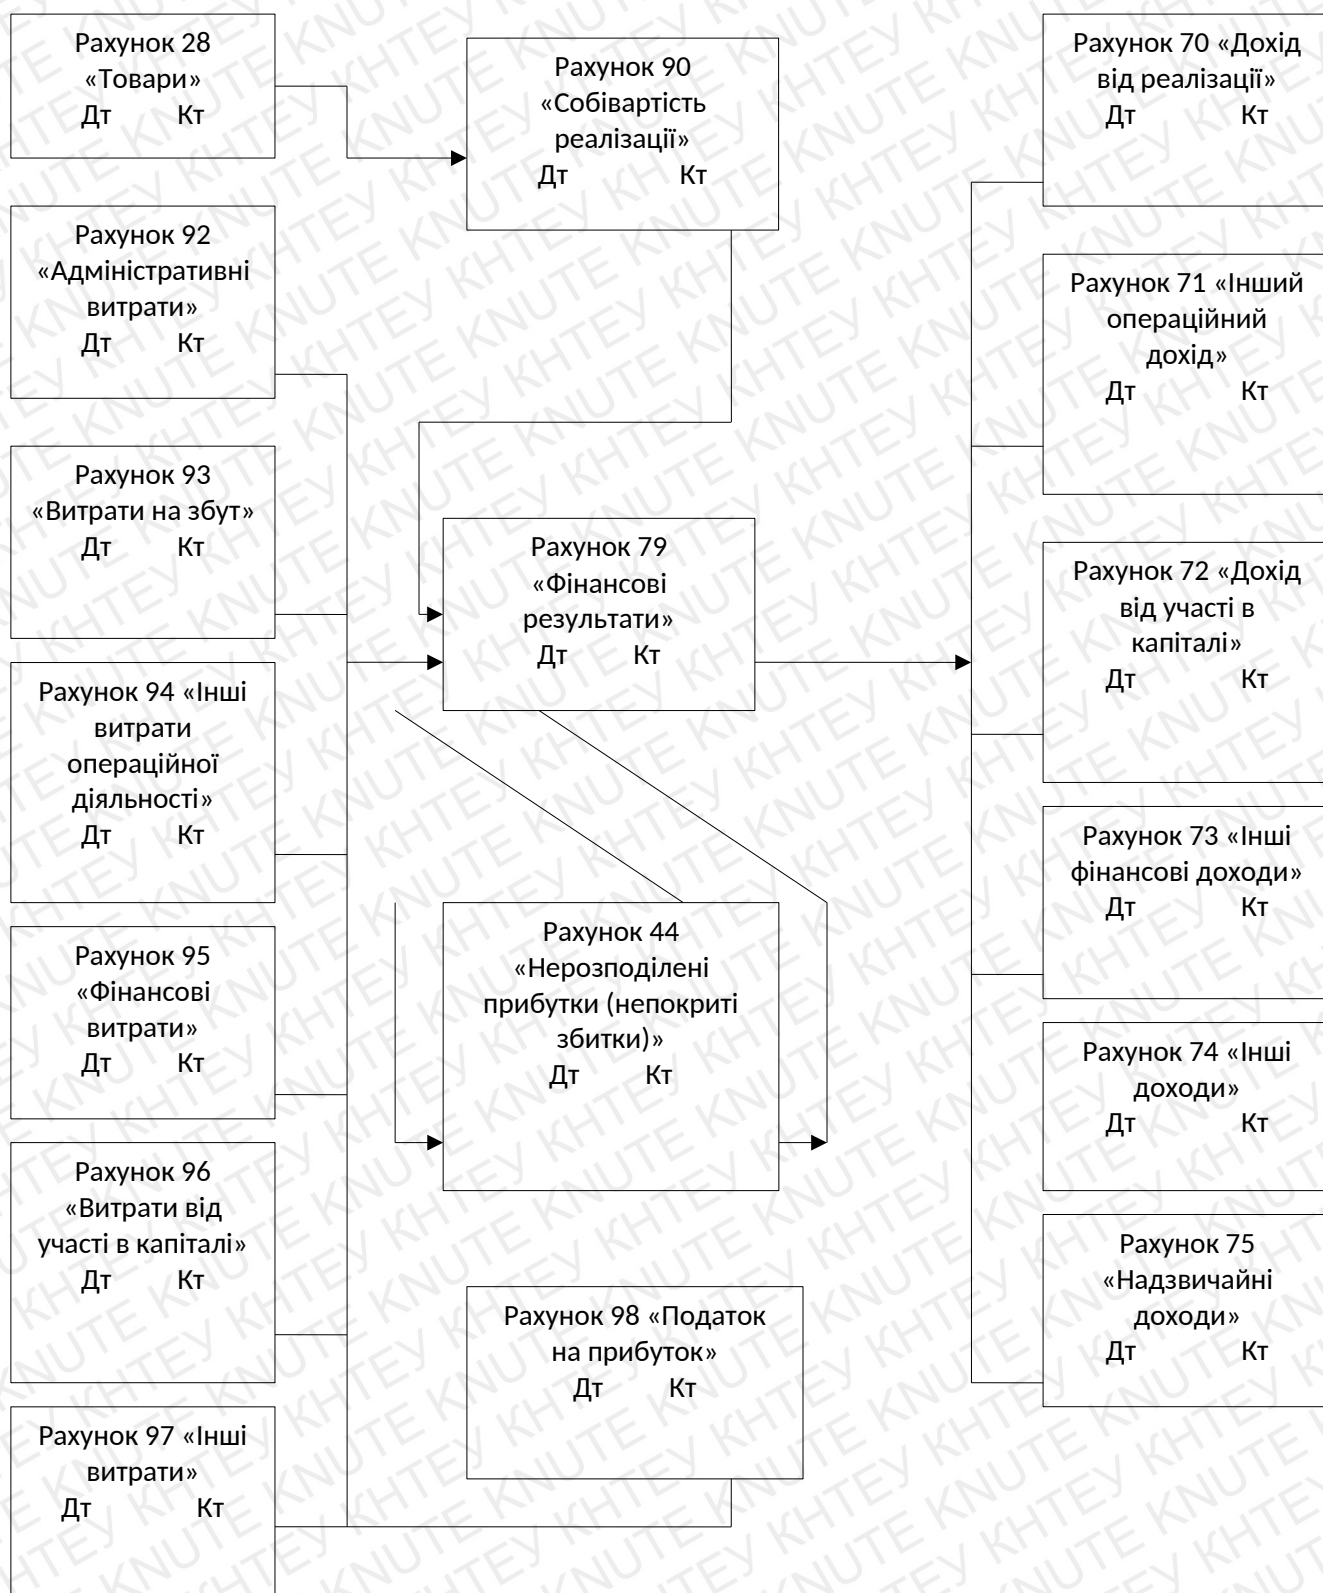 Рахунок 28
«Товари»
Дт Кт
Рахунок 90
«Собівартість
реалізації»
Дт Кт
Рахунок 70 «Дохід
від реалізації»
Дт Кт
Рахунок 92
«Адміністративні
витрати»
Дт Кт
Рахунок 71 «Інший
операційний
дохід»
Дт Кт
Рахунок 93
«Витрати на збут»
Дт Кт
Рахунок 79
«Фінансові
результати»
Дт Кт
Рахунок 72 «Дохід
від участі в
капіталі»
Дт Кт
Рахунок 94 «Інші
витрати
операційної
діяльності»
Дт Кт
Рахунок 73 «Інші
фінансові доходи»
Дт Кт
Рахунок 95
«Фінансові
витрати»
Дт Кт
Рахунок 44
«Нерозподілені
прибутки (непокриті
збитки)»
Дт Кт
Рахунок 74 «Інші
доходи»
Дт Кт
Рахунок 96
«Витрати від
участі в капіталі»
Дт Кт
Рахунок 98 «Податок
на прибуток»
Дт Кт
Рахунок 75
«Надзвичайні
доходи»
Дт Кт
Рахунок 97 «Інші
витрати»
Дт Кт
KNUTE КНТЕУ